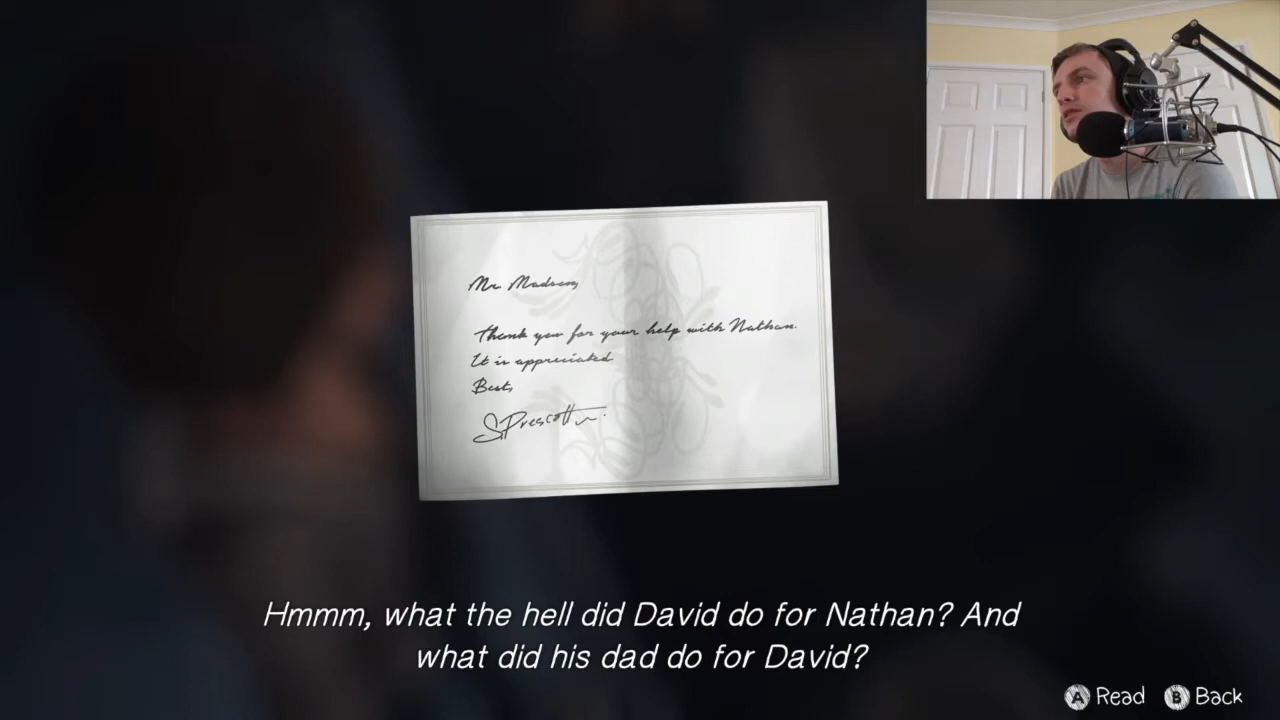 Mr. Madsen,
Thank you for your help with Nathan.
It is appreciated
Best,
S. Prescott
Hmmm, what the hell did David do for Nathan? And
what did his dad do for David?
A Read B Back